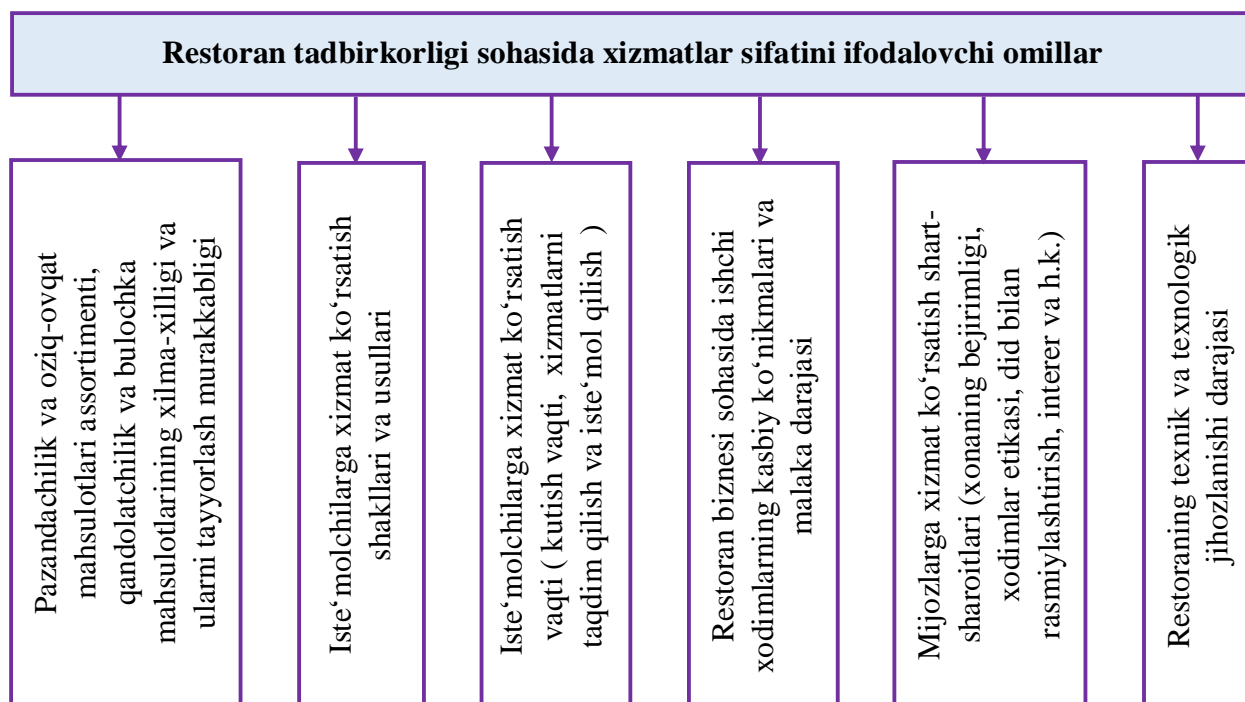 Restoran tadbirkorligi sohasida xizmatlar sifatini ifodalovchi omillar
Pazandachilik va oziq-ovqat
mahsulotlari assortimenti,
qandolatchilik va bulochka
mahsulotlarining xilma-xilligi va
ularni tayyorlash murakkabligi
Iste‘molchilarga xizmat ko‘rsatish
shakllari va usullari
Iste‘molchilarga xizmat ko‘rsatish
vaqti ( kutish vaqti, xizmatlarni
taqdim qilish va iste‘mol qilish )
Restoran biznesi sohasida ishchi
xodimlarning kasbiy ko‘nikmalari va
malaka darajasi
Mijozlarga xizmat ko‘rsatish shart-
sharoitlari (xonaning bejirimligi,
xodimlar etikasi, did bilan
rasmiylashtirish, interer va h.k.)
Restoraning texnik va texnologik
jihozlanishi darajasi